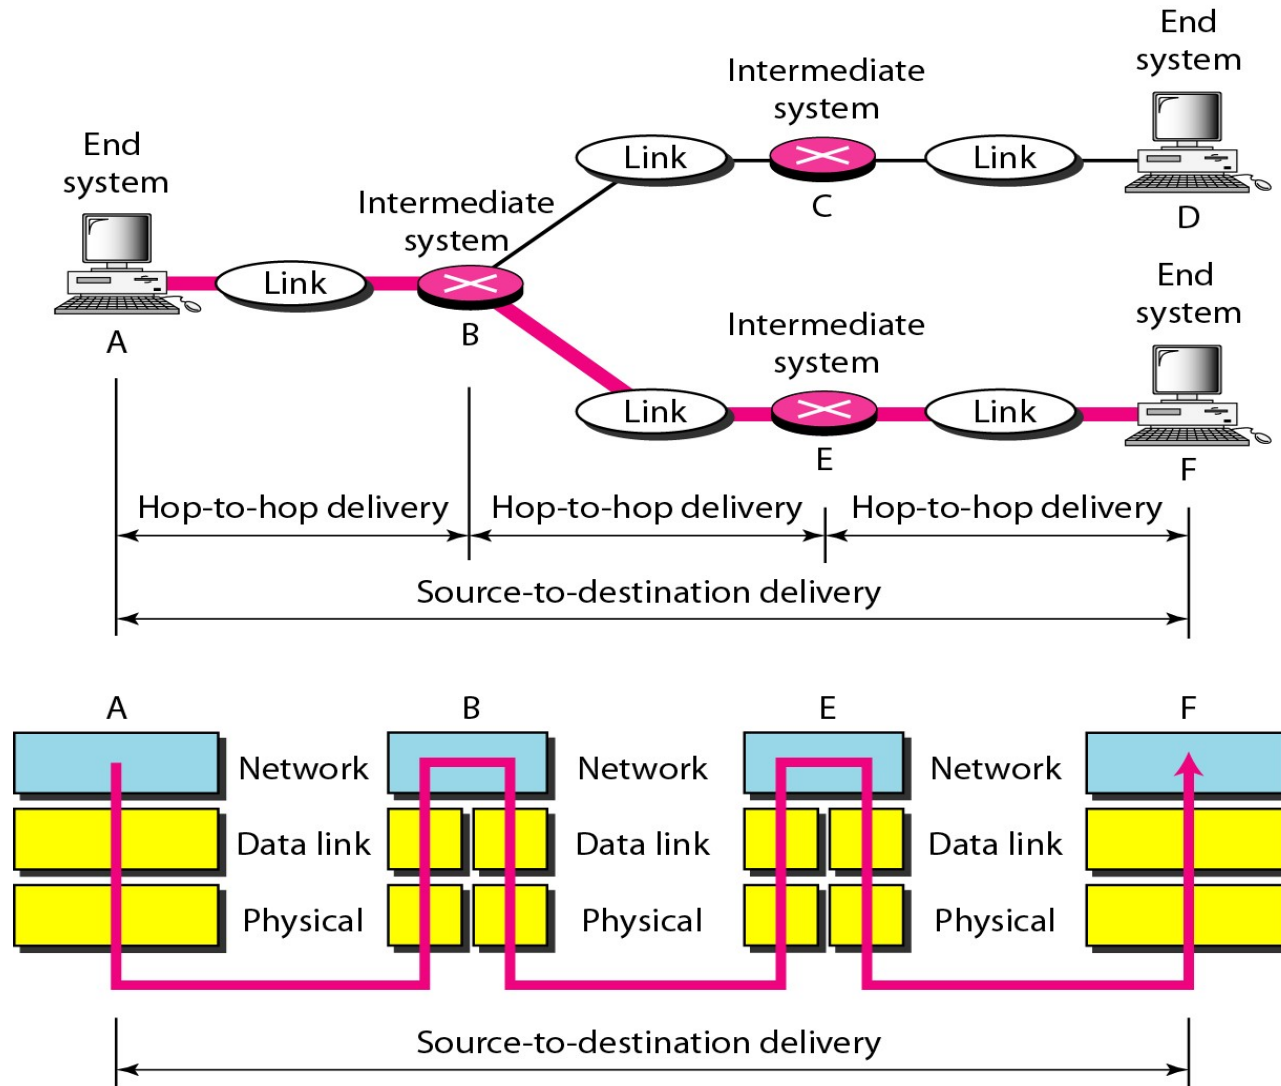 End
system
Intermediate
system
Link
C
Link
D
End
system
A
Link
Intermediate
system
B
Link
Intermediate
system
E
Link
End
system
F
Hop-to-hop delivery
Hop-to-hop delivery
Hop-to-hop delivery
Source-to-destination delivery
A
B
E
F
Network
Network
Network
Data link
Data link
Data link
Physical
Physical
Physical
Source-to-destination delivery